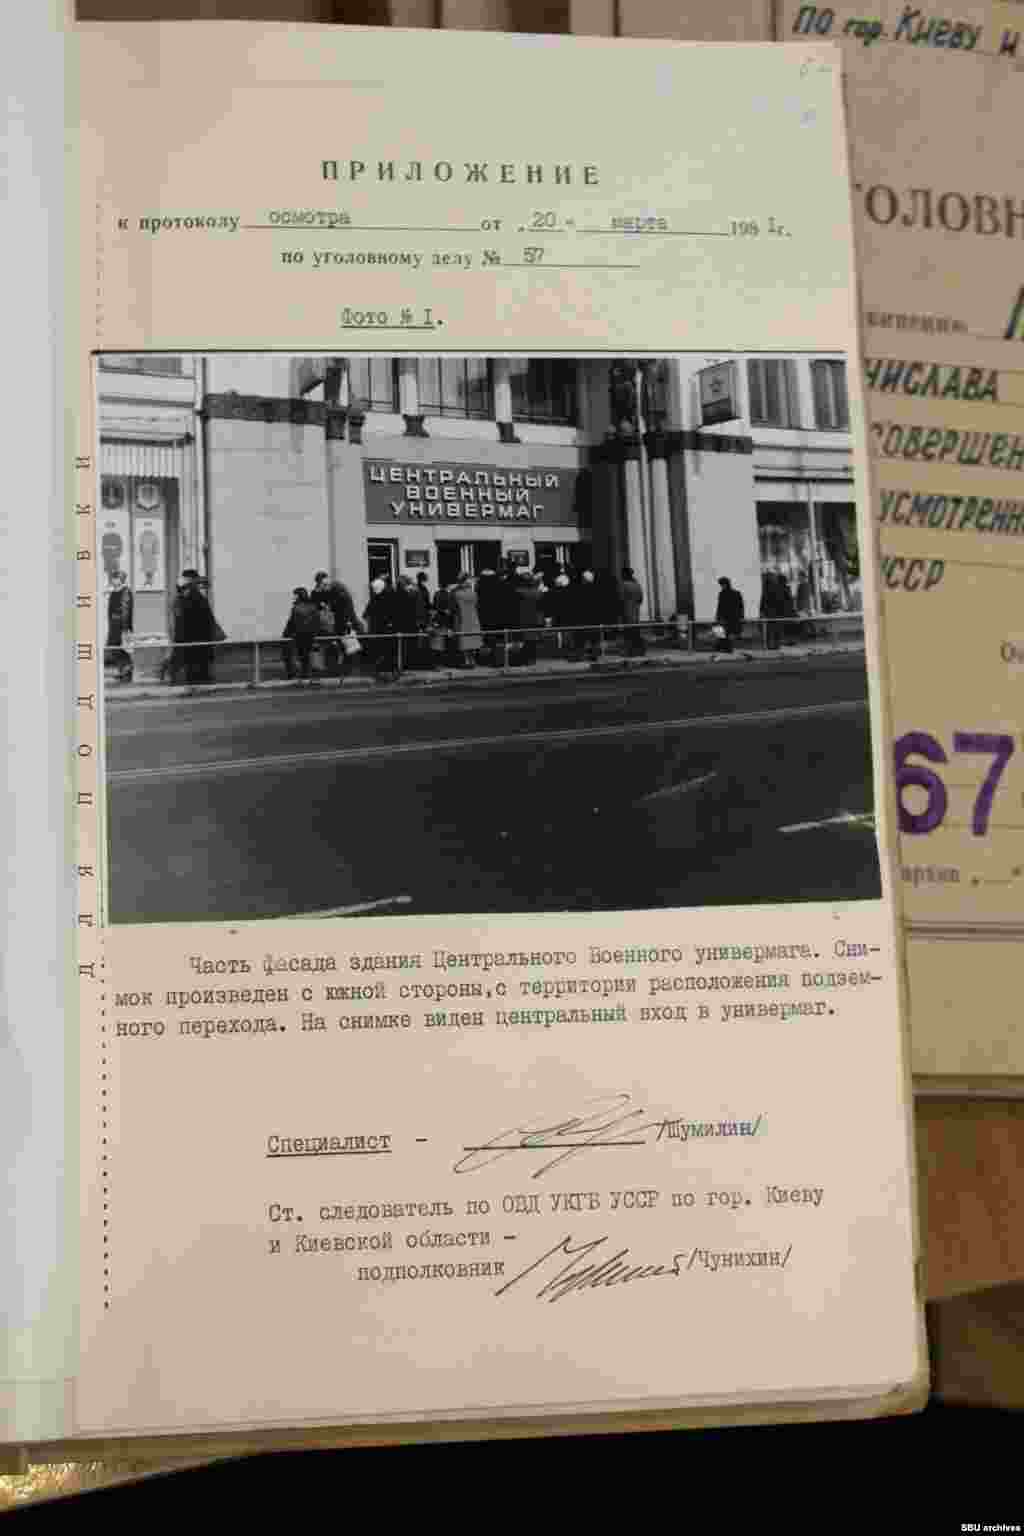 ПРИЛОЖЕНИЕ
к протоколу осмотра от „20 - марта 1981г.
по уголовному делу № 57
Фото № I.
ЦЕНТРАЛЬНЫЙ
ВОЕННЫЙ
УНИВЕРМАГ
ДЛЯ ПОДШИВКИ
Часть фасада здания Центрального Военного универмага. Сни-
мок произведен с южной стороны,с территории расположения подзем-
ного перехода. На снимке виден центральный вход в универмаг.
Специалист - /Шумилин/
Ст. следователь по ОВД УКГБ УССР по гор. Киеву
и Киевской области -
подполковник /Чунихин/
по гор. Киеву и
ГОЛОВН
ЧИСЛАВА
СОВЕРШЕН
УСМОТРЕНН
УССР
67
архив „ "
SBU archives